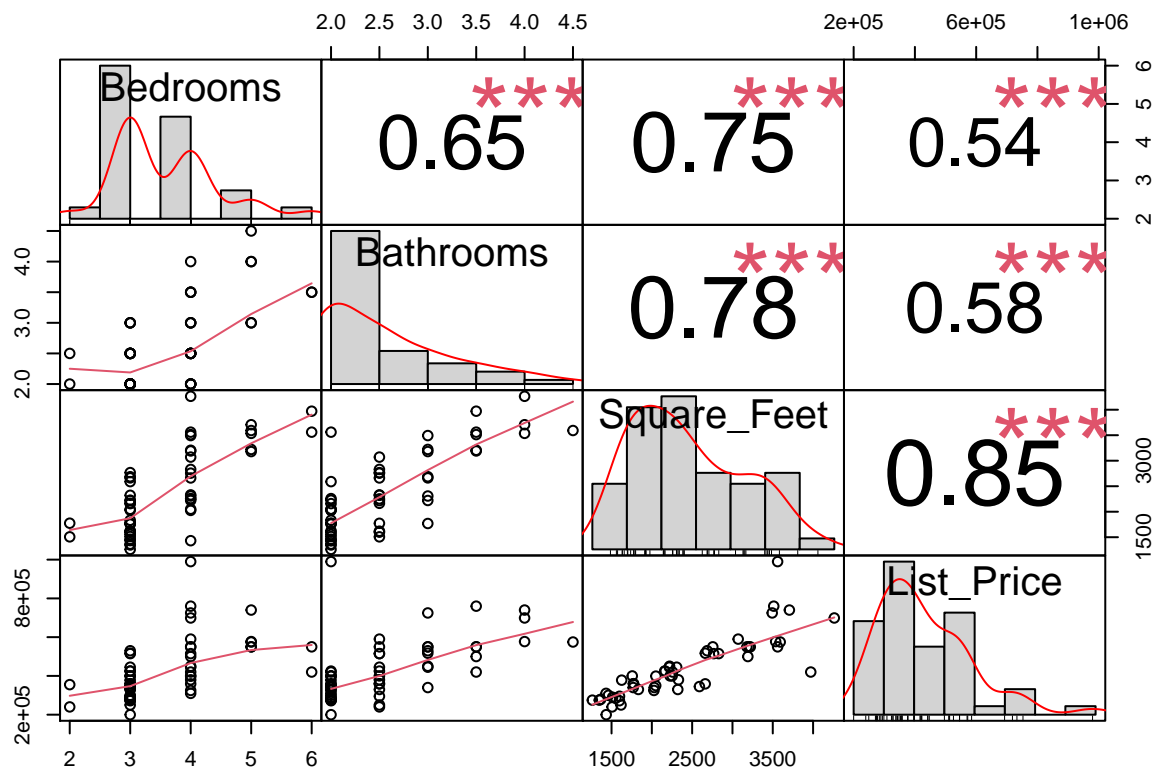 2.0 2.5 3.0 3.5 4.0 4.5 2e+05 6e+05 1e+06
Bedrooms 0.65 *** 0.75 *** 0.54 *** 2 3 4 5 6
2.0 3.0 4.0 Bathrooms 0.78 *** 0.58 ***
Square_Feet 0.85 *** 1500 3000
2e+05 8e+05 List_Price
2 3 4 5 6 1500 2500 3500